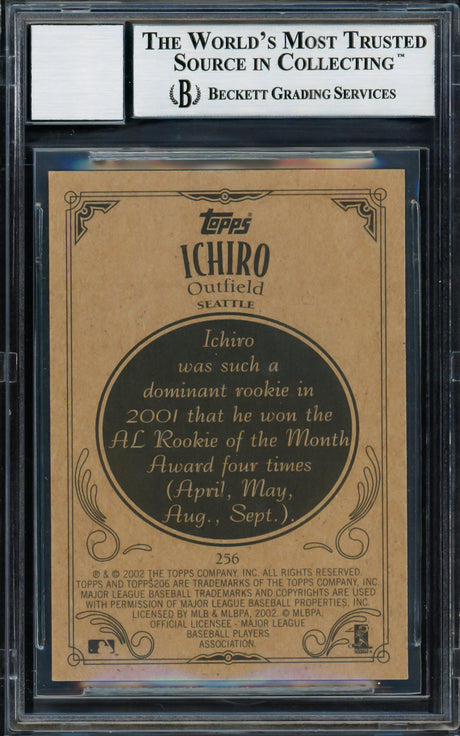 THE WORLD'S MOST TRUSTED
SOURCE IN COLLECTING™
B BECKETT GRADING SERVICES
Topps®
ICHIRO
Outfield
SEATTLE
Ichiro
was such a
dominant rookie in
2001 that he won the
AL Rookie of the Month
Award four times
(April, May,
Aug., Sept.).
256
® & © 2002 THE TOPPS COMPANY, INC. ALL RIGHTS RESERVED.
TOPPS AND TOPPS206 ARE TRADEMARKS OF THE TOPPS COMPANY, INC.
MAJOR LEAGUE BASEBALL TRADEMARKS AND COPYRIGHTS ARE USED
WITH PERMISSION OF MAJOR LEAGUE BASEBALL PROPERTIES, INC.
LICENSED BY MLB & MLBPA, 2002. © MLBPA,
OFFICIAL LICENSEE - MAJOR LEAGUE
BASEBALL PLAYERS
ASSOCIATION.